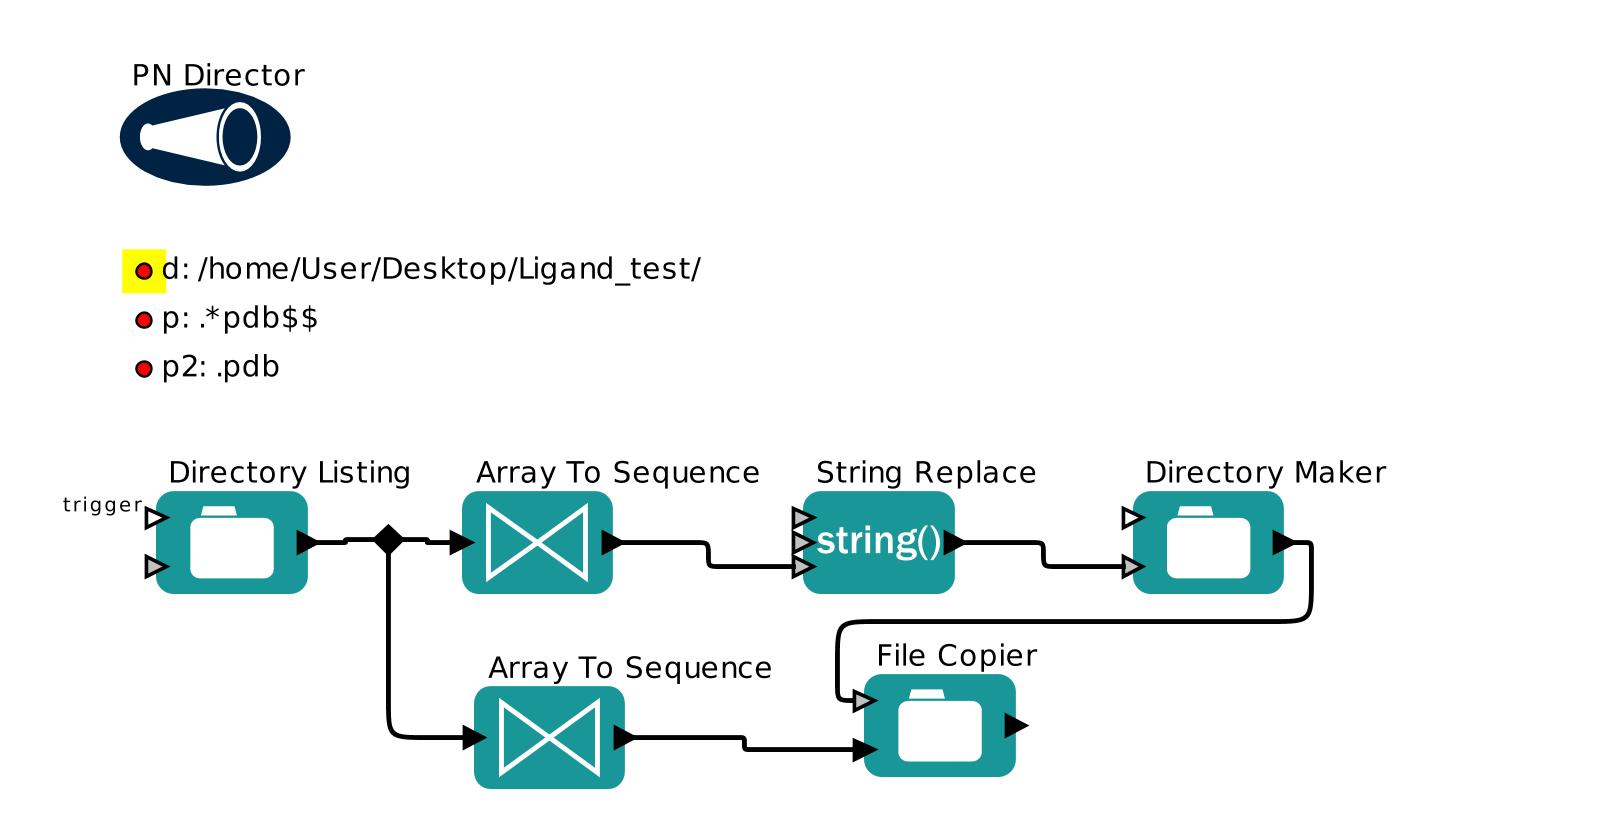 PN Director
d: /home/User/Desktop/Ligand_test/
p: .*pdb$$
p2: .pdb
Directory Listing
Array To Sequence
String Replace
Directory Maker
trigger
string()
Array To Sequence
File Copier